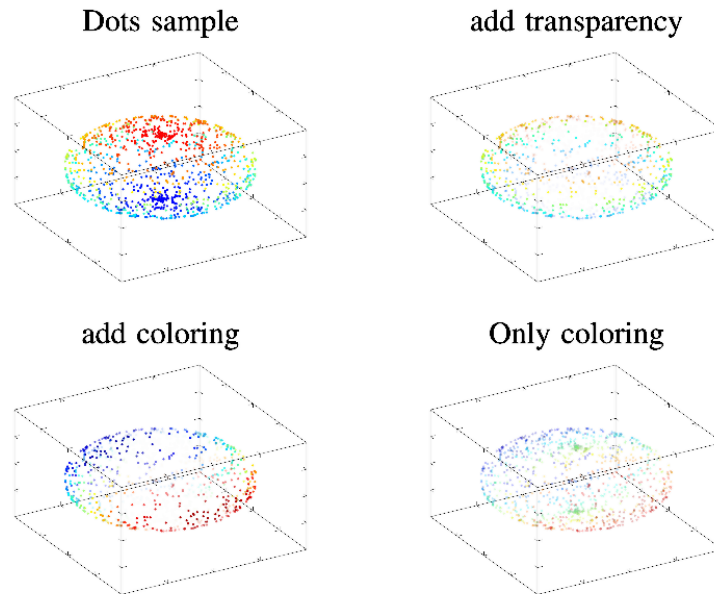 Dots sample
add transparency
add coloring
Only coloring